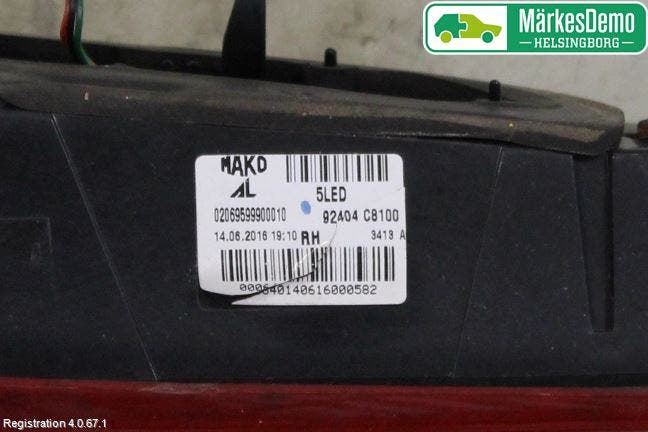 MärkesDemo
HELSINGBORG
MAKO
AL
5LED
02069599900010
92404 C8100
14.06.2016 19:10 RH
3413 A
000640140616000582
Registration 4.0.67.1